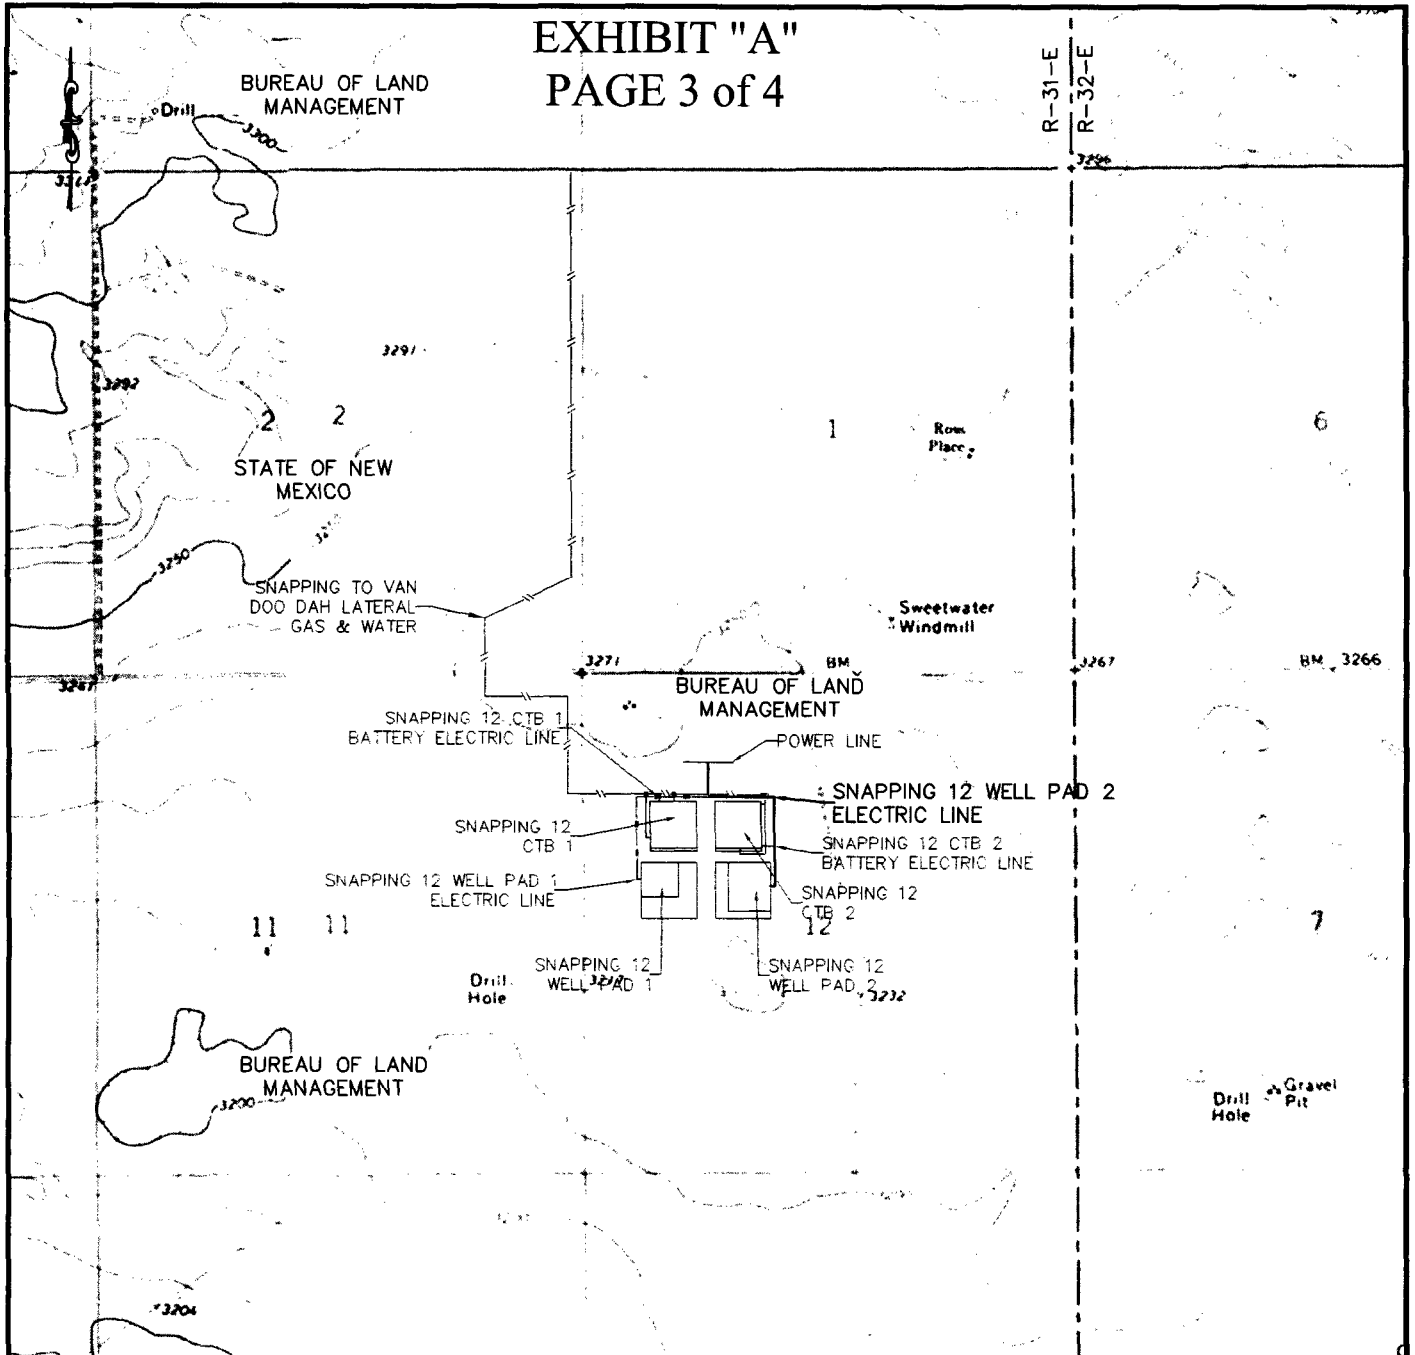 EXHIBIT "A"
PAGE 3 of 4
BUREAU OF LAND
MANAGEMENT
Drill
3300
R-31-E
R-32-E
3296
3291
3292
2
2
1
6
Row
Place
STATE OF NEW
MEXICO
3250
SNAPPING TO VAN
DOO DAH LATERAL
GAS & WATER
Sweetwater
Windmill
3271
BM
3267
BM 3266
BUREAU OF LAND
MANAGEMENT
SNAPPING 12 CTB 1
BATTERY ELECTRIC LINE
POWER LINE
SNAPPING 12 WELL PAD 2
ELECTRIC LINE
SNAPPING 12
CTB 1
SNAPPING 12 CTB 2
BATTERY ELECTRIC LINE
SNAPPING 12 WELL PAD 1
ELECTRIC LINE
SNAPPING 12
CTB 2
11
11
12
7
SNAPPING 12
WELL PAD 1
SNAPPING 12
WELL PAD 2
Drill
Hole
3232
BUREAU OF LAND
MANAGEMENT
3200
Drill
Hole
Gravel
Pit
3204